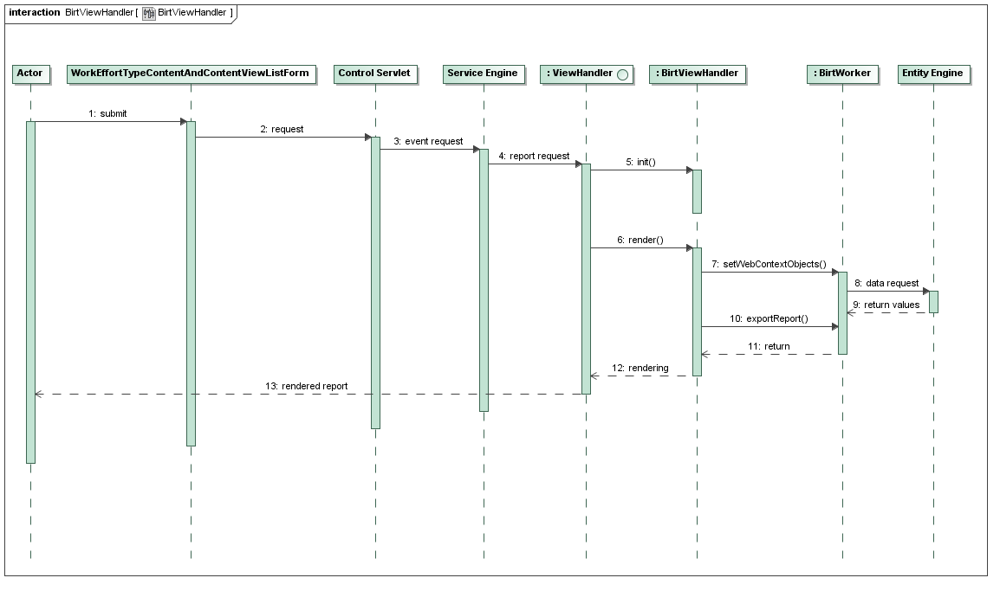 interaction BirtViewHandler [ BirtViewHandler ]
Actor
WorkEffortTypeContentAndContentViewListForm
Control Servlet
Service Engine
: ViewHandler
: BirtViewHandler
: BirtWorker
Entity Engine
1: submit
2: request
3: event request
4: report request
5: init()
6: render()
7: setWebContextObjects()
8: data request
9: return values
10: exportReport()
11: return
12: rendering
13: rendered report